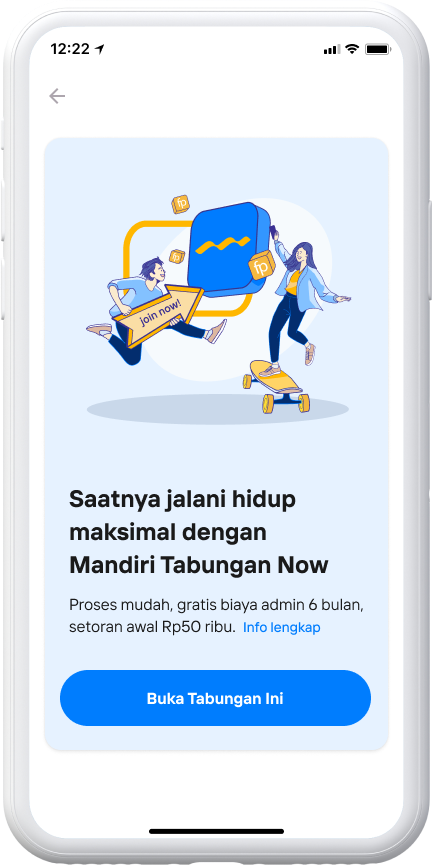 12:22
fp
fp
fp
join now!
Saatnya jalani hidup
maksimal dengan
Mandiri Tabungan Now
Proses mudah, gratis biaya admin 6 bulan,
setoran awal Rp50 ribu. Info lengkap
Buka Tabungan Ini